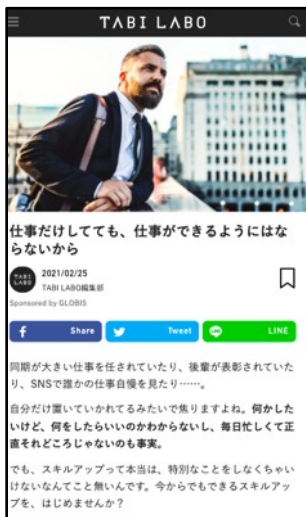 TABI LABO
仕事だけしてても、仕事ができるようにはな
らないから
TABI LABO
2021/02/25
TABI LABO編集部
Sponsored by GLOBIS
f Share
Tweet
LINE LINE
同期が大きい仕事を任されていたり、後輩が表彰されていた
り、SNSで誰かの仕事自慢を見たり……。
自分だけ置いていかれてるみたいで焦りますよね。何かした
いけど、何をしたらいいのかわからないし、毎日忙しくて正
直それどころじゃないのも事実。
でも、スキルアップって本当は、特別なことをしなくちゃい
けないなんてこと無いんです。今からでもできるスキルアッ
プを、はじめませんか？